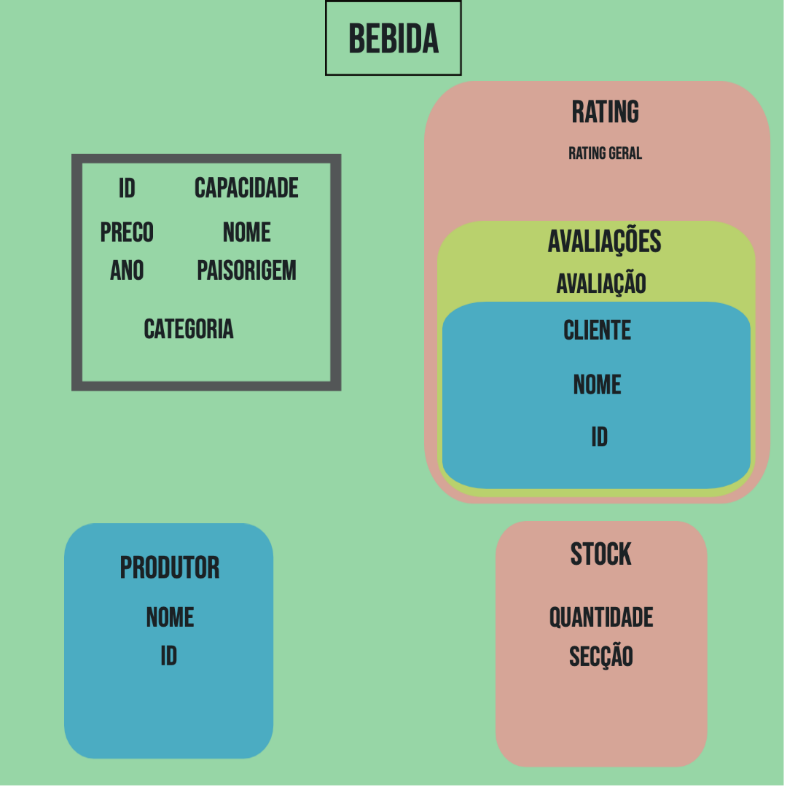 BEBIDA
ID CAPACIDADE
PRECO NOME
ANO PAISORIGEM
CATEGORIA
RATING
RATING GERAL
AVALIAÇÕES
AVALIAÇÃO
CLIENTE
NOME
ID
PRODUTOR
NOME
ID
STOCK
QUANTIDADE
SECÇÃO